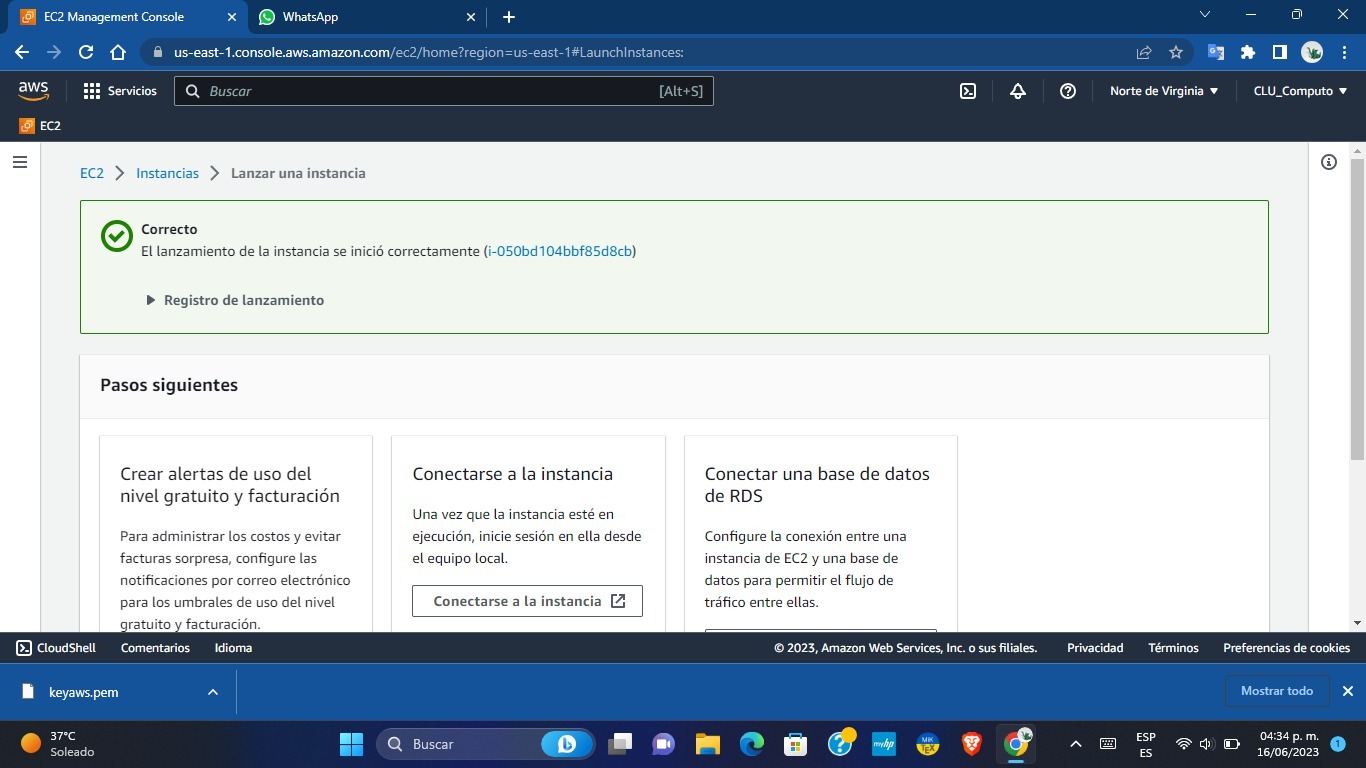 EC2 Management Console
WhatsApp
us-east-1.console.aws.amazon.com/ec2/home?region=us-east-1#LaunchInstances:
aws
Servicios
Buscar
[Alt+S]
Norte de Virginia
CLU_Computo
EC2
EC2 > Instancias > Lanzar una instancia
Correcto
El lanzamiento de la instancia se inició correctamente (i-050bd104bbf85d8cb)
Registro de lanzamiento
Pasos siguientes
Crear alertas de uso del
nivel gratuito y facturación
Para administrar los costos y evitar
facturas sorpresa, configure las
notificaciones por correo electrónico
para los umbrales de uso del nivel
gratuito y facturación.
Conectarse a la instancia
Una vez que la instancia esté en
ejecución, inicie sesión en ella desde
el equipo local.
Conectarse a la instancia
Conectar una base de datos
de RDS
Configure la conexión entre una
instancia de EC2 y una base de
datos para permitir el flujo de
tráfico entre ellas.
CloudShell
Comentarios
Idioma
© 2023, Amazon Web Services, Inc. o sus filiales.
Privacidad
Términos
Preferencias de cookies
keyaws.pem
Mostrar todo
37°C
Soleado
Buscar
myhp
MiK
TEX
ESP
ES
04:34 p. m.
16/06/2023
1